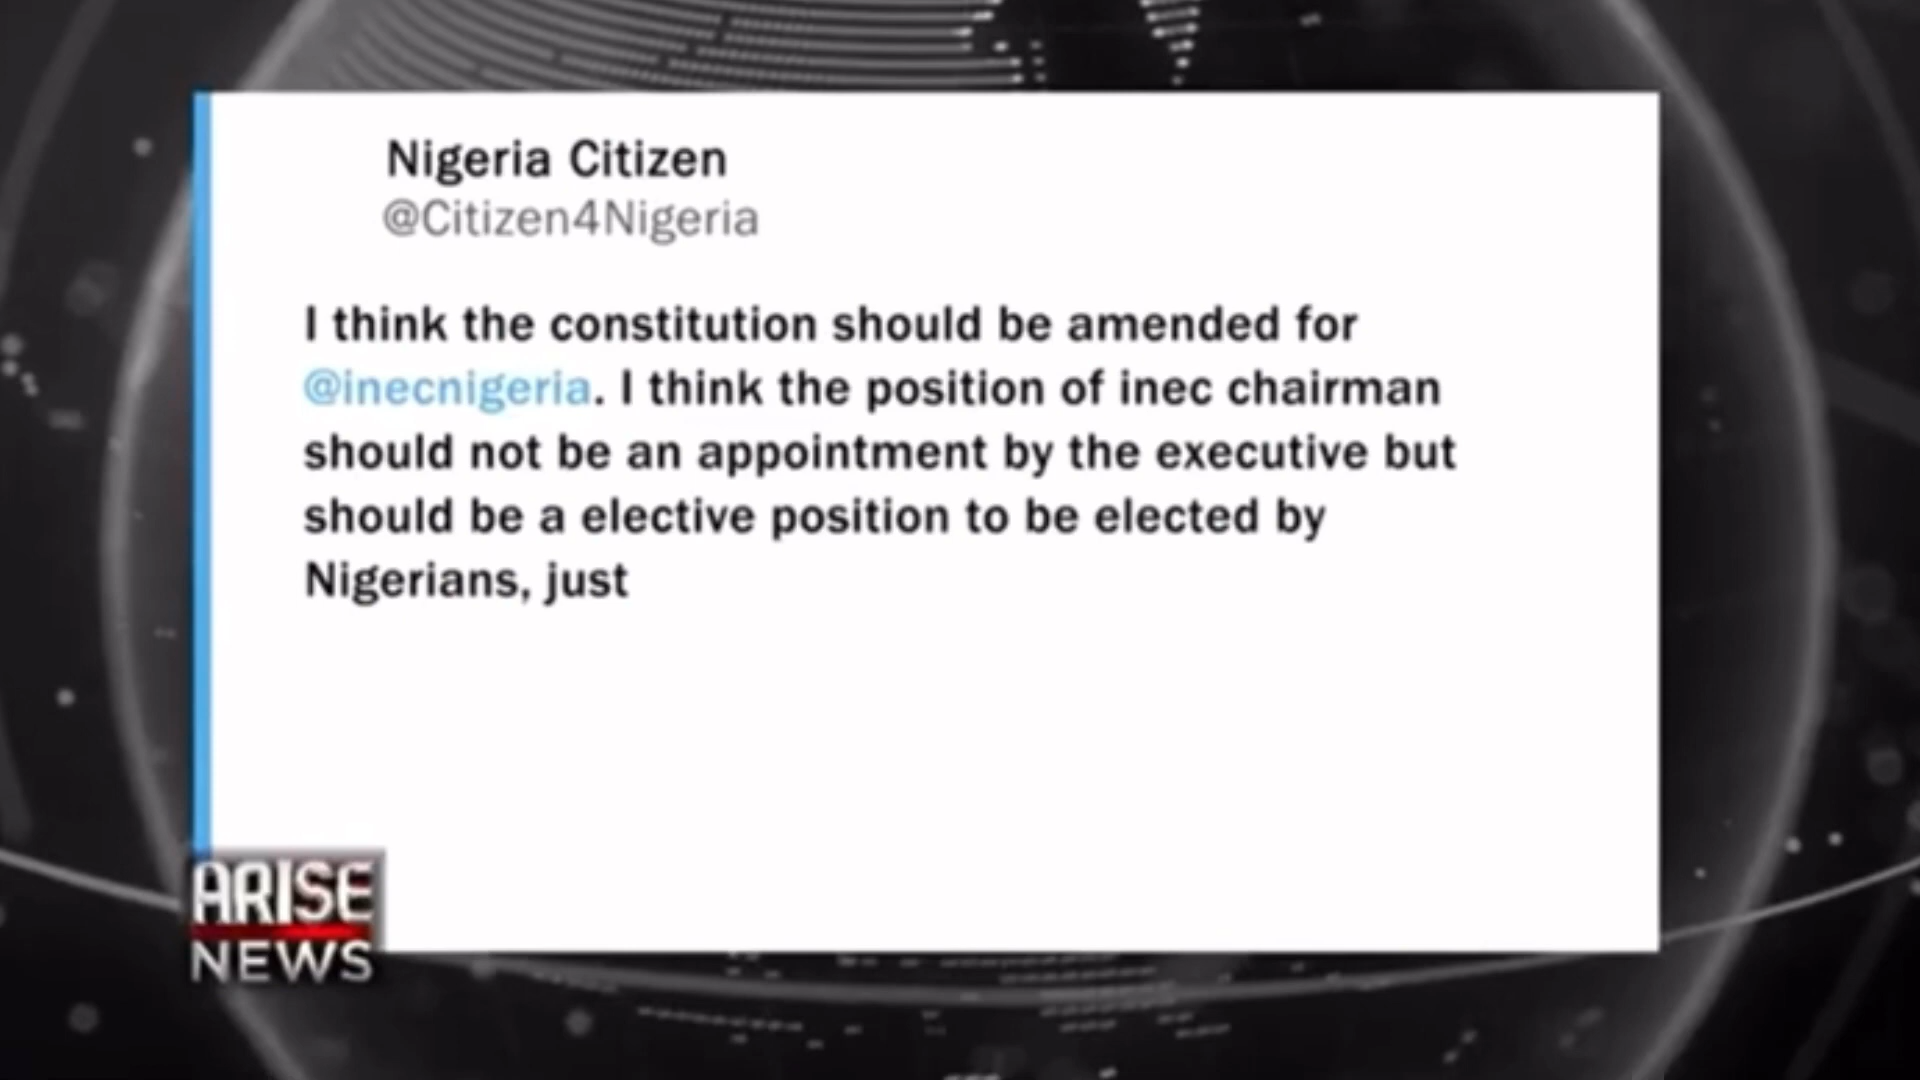 Nigeria Citizen
@Citizen4Nigeria
I think the constitution should be amended for
@inecnigeria. I think the position of inec chairman
should not be an appointment by the executive but
should be a elective position to be elected by
Nigerians, just
ARISE
NEWS